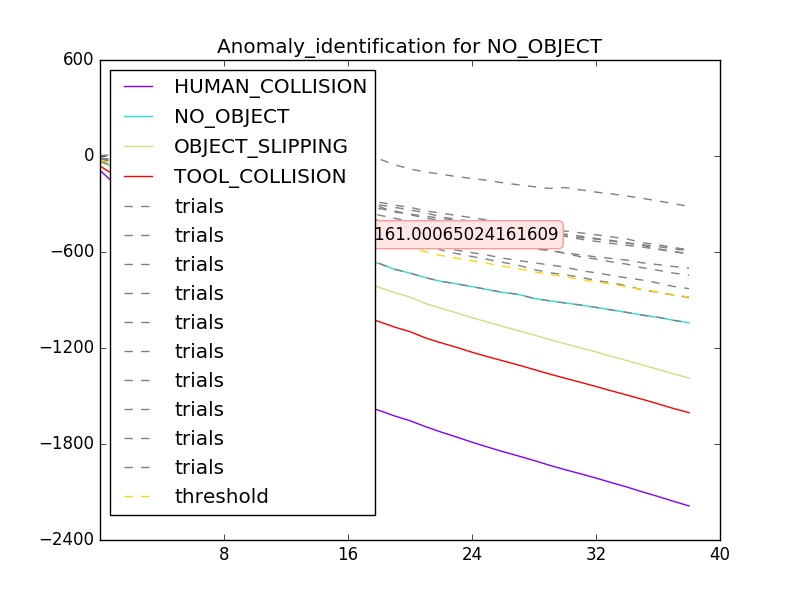 Anomaly_identification for NO_OBJECT
600
0
−600
−1200
−1800
−2400
HUMAN_COLLISION
NO_OBJECT
OBJECT_SLIPPING
TOOL_COLLISION
trials
trials
trials
trials
trials
trials
trials
trials
trials
trials
threshold
161.00065024161609
8
16
24
32
40